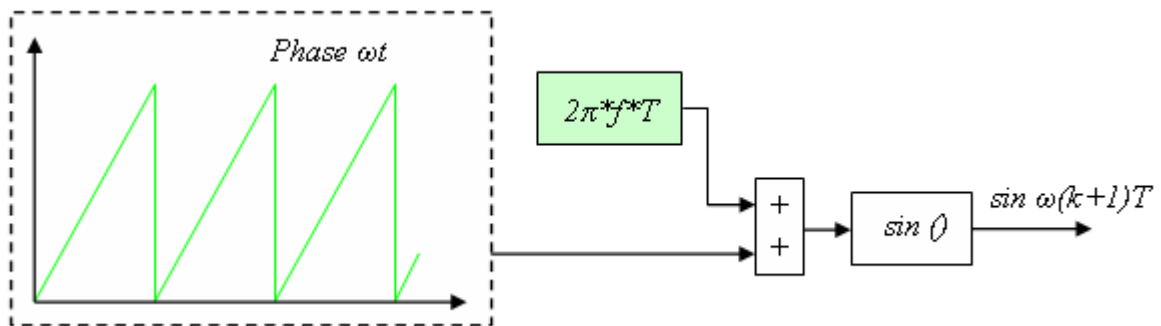 Phase ωt
2π*f*T
+
+
sin ()
sin ω(k+1)T